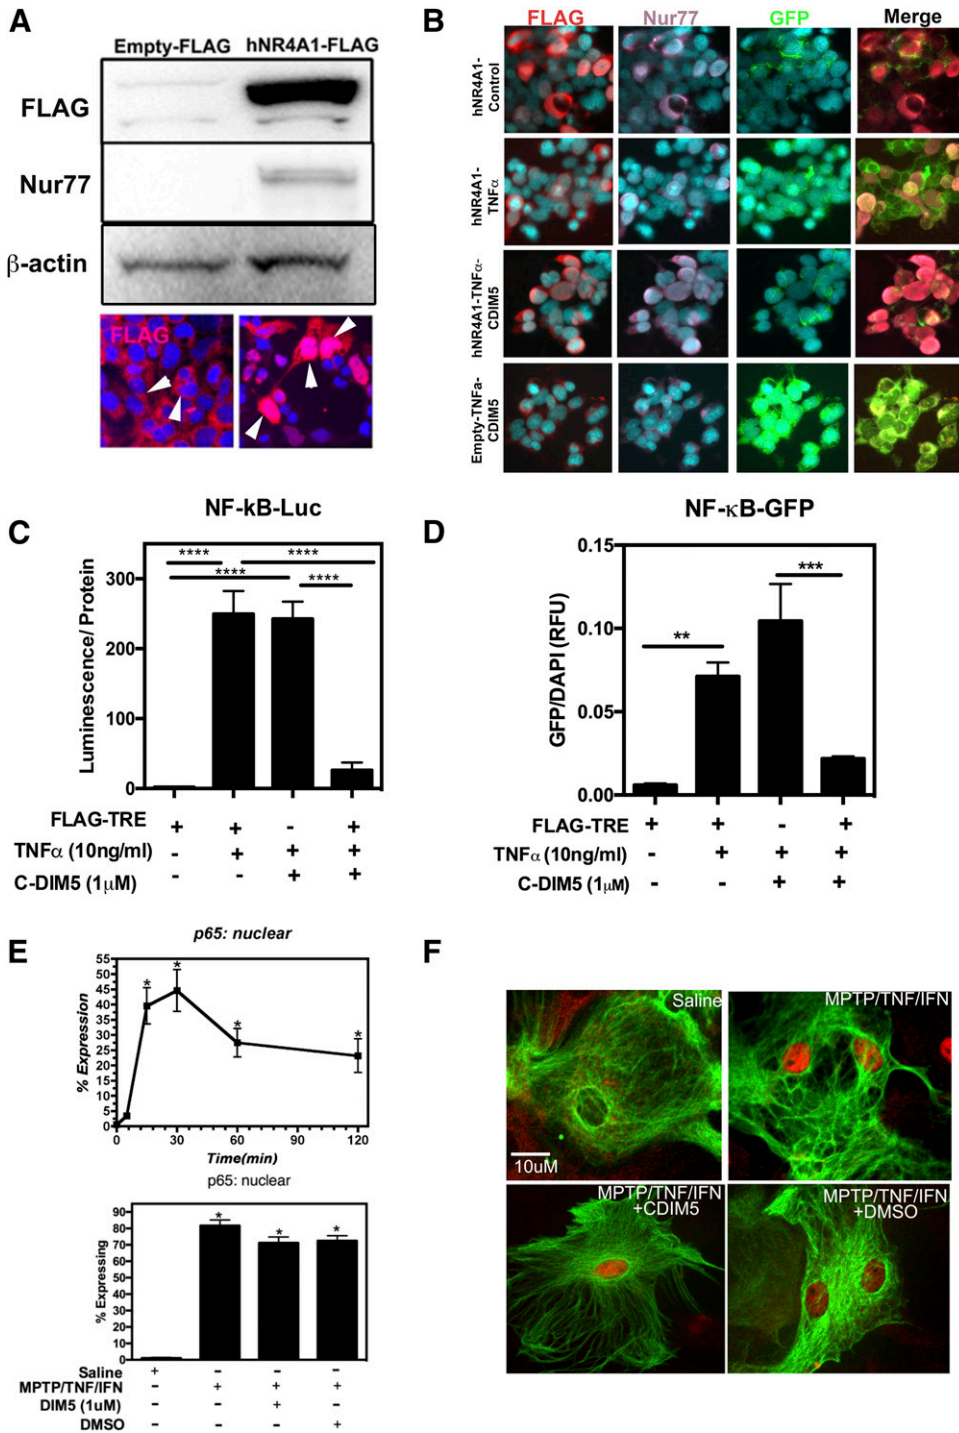 A
Empty-FLAG hNR4A1-FLAG
FLAG
Nur77
β-actin
FLAG
B
FLAG Nur77 GFP Merge
hNR4A1-
Control
hNR4A1-
TNFα
hNR4A1-TNFα-
CDIM5
Empty-TNFa-
CDIM5
C
NF-kB-Luc
Luminescence/ Protein
300
200
100
0
**** ****
****
****
FLAG-TRE + + - +
TNFα (10ng/ml) - + + +
C-DIM5 (1μM) - - + +
D
NF-κB-GFP
GFP/DAPI (RFU)
0.15
0.10
0.05
0.00
**
***
FLAG-TRE + + - +
TNFα (10ng/ml) - + + +
C-DIM5 (1μM) - - + +
E
p65: nuclear
% Expression
55
50
45
40
35
30
25
20
15
10
5
0
* * * *
0 30 60 90 120
Time(min)
p65: nuclear
% Expressing
90
80
70
60
50
40
30
20
10
0
* * *
Saline + - - -
MPTP/TNF/IFN - + + +
DIM5 (1uM) - - + -
DMSO - - - +
F
Saline
10uM
MPTP/TNF/IFN
MPTP/TNF/IFN
+CDIM5
MPTP/TNF/IFN
+DMSO